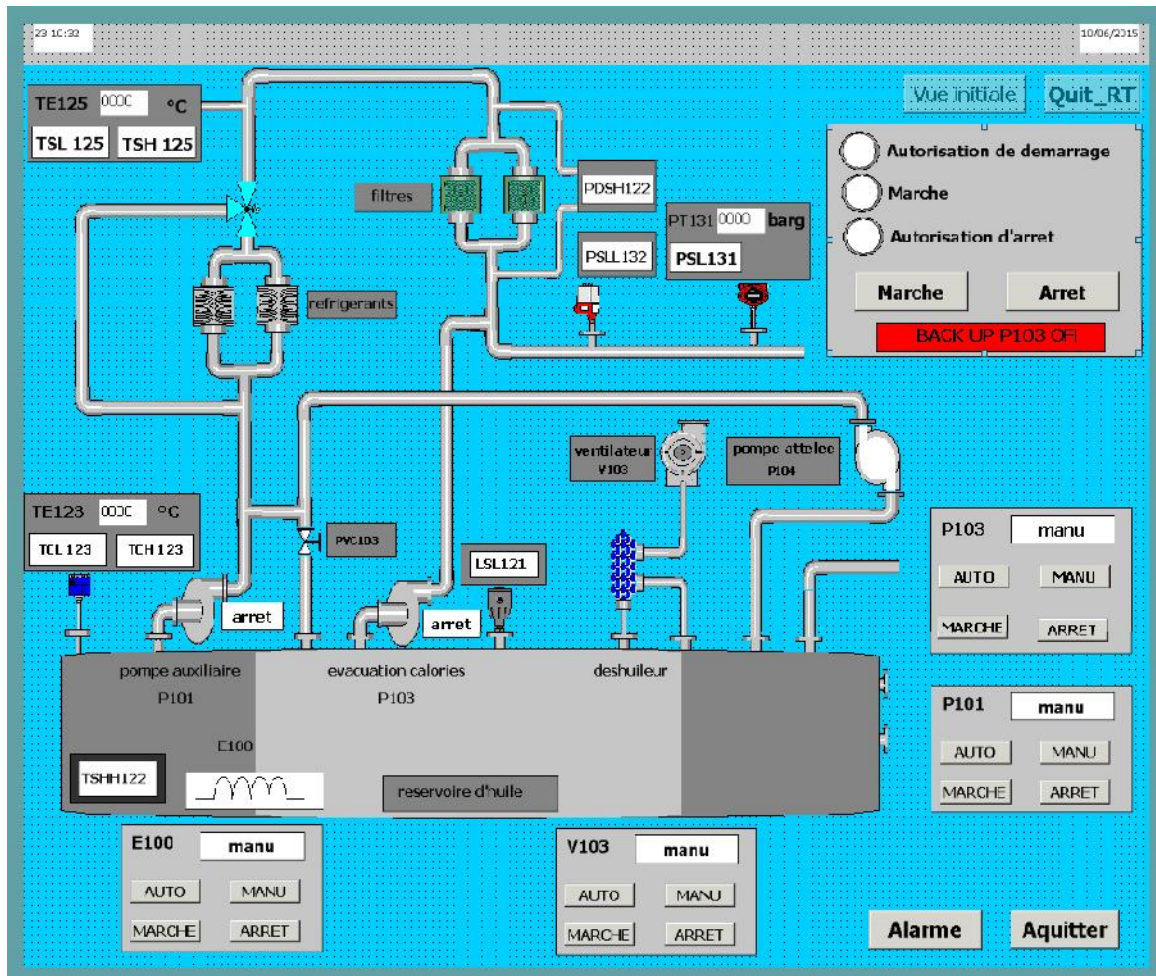 23 10:32
10/06/2015
Vue initiale
Quit_RT
TE125 000C °C
TSL 125 TSH 125
Autorisation de demarrage
Marche
Autorisation d'arret
Marche Arret
BACK UP P103 OFI
filtres
PDSH122
PT131 0000 barg
PSLL132
PSL131
refrigerants
ventilateur
V103
pompe attelee
P104
TE123 000C °C
TCL 123 TCH 123
PVC103
LSL121
P103 manu
AUTO MANU
MARCHE ARRET
arret
arret
pompe auxiliaire
P101
evacuation calories
P103
deshuileur
E100
TSHH122
reservoire d'huile
P101 manu
AUTO MANU
MARCHE ARRET
E100 manu
AUTO MANU
MARCHE ARRET
V103 manu
AUTO MANU
MARCHE ARRET
Alarme Aquitter